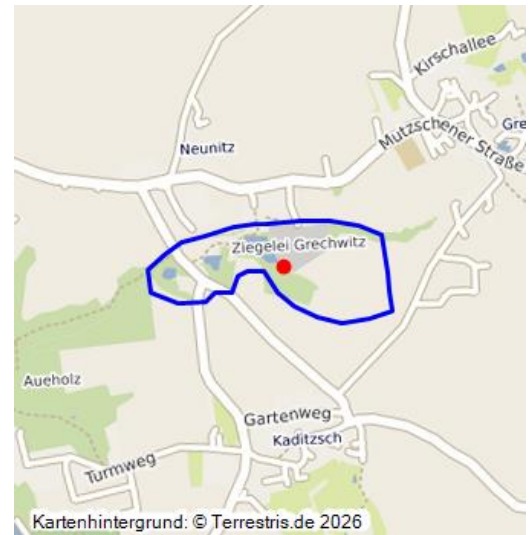 Kirschallee
Gre
Mutzschener Straße
Neunitz
Ziegelei Grechwitz
Aueholz
Gartenweg
Kaditzsch
Turmweg
Kartenhintergrund: © Terrestris.de 2026